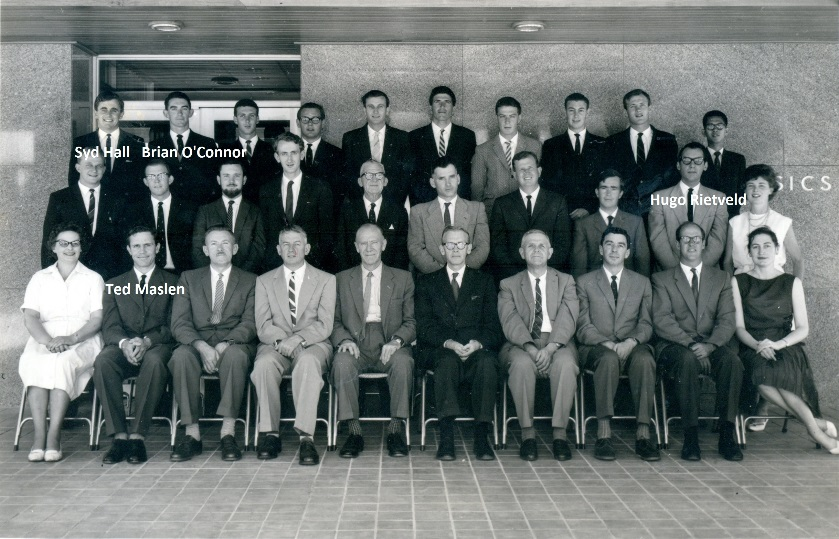 Syd Hall Brian O'Connor
SICS
Hugo Rietveld
Ted Maslen